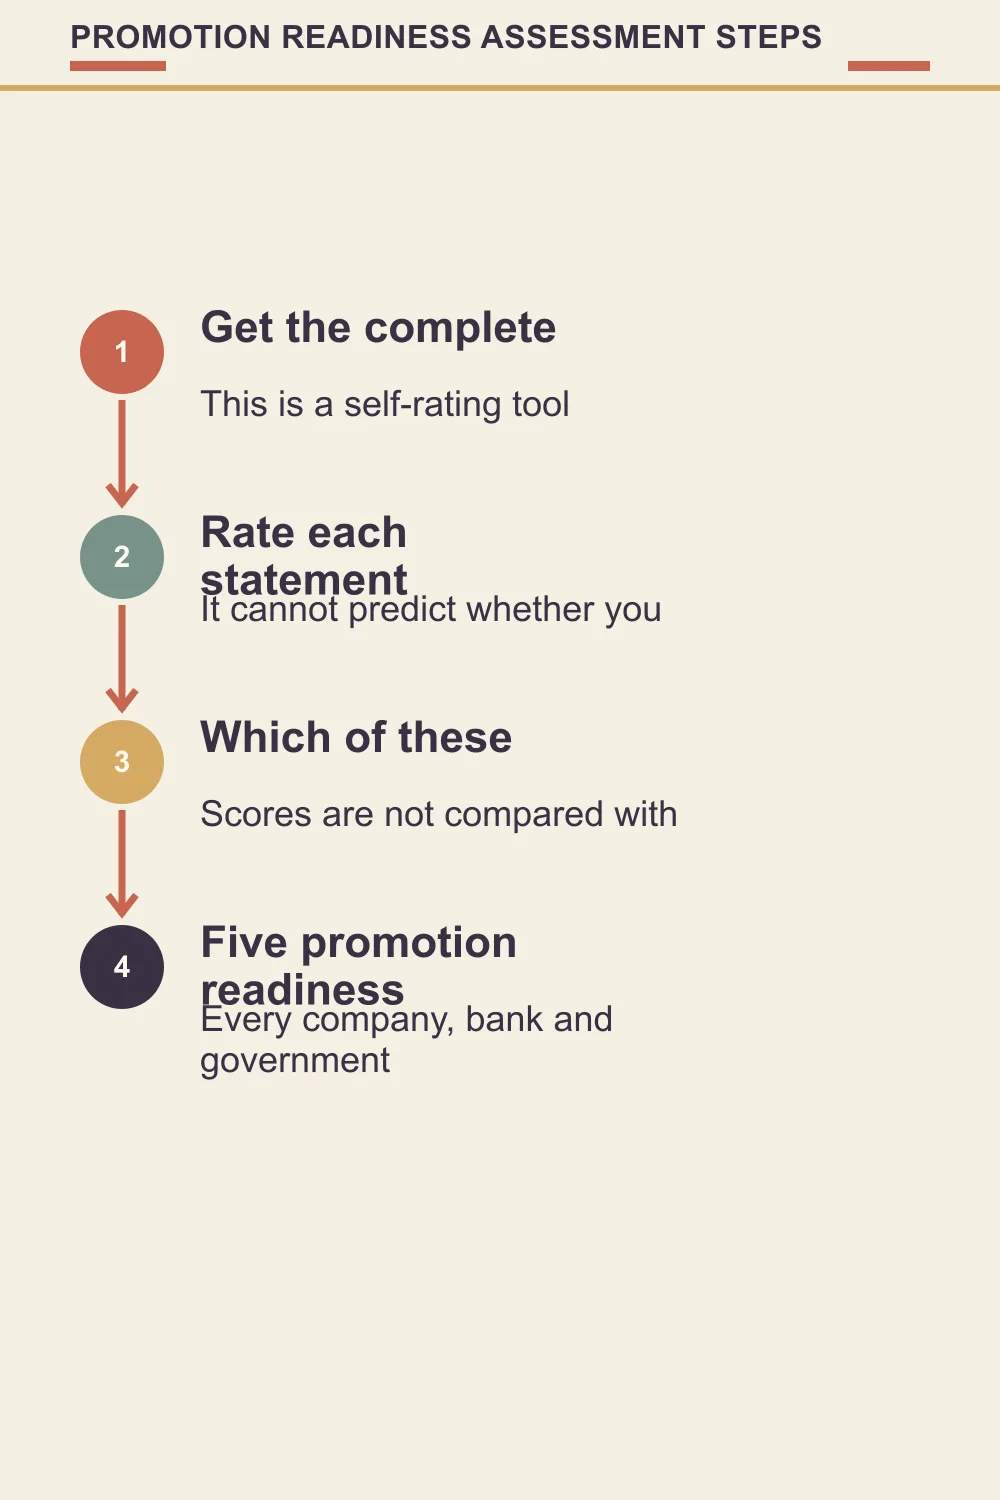 PROMOTION READINESS ASSESSMENT STEPS
1
Get the complete
This is a self-rating tool
2
Rate each
statement
It cannot predict whether you
3
Which of these
Scores are not compared with
4
Five promotion
readiness
Every company, bank and
government